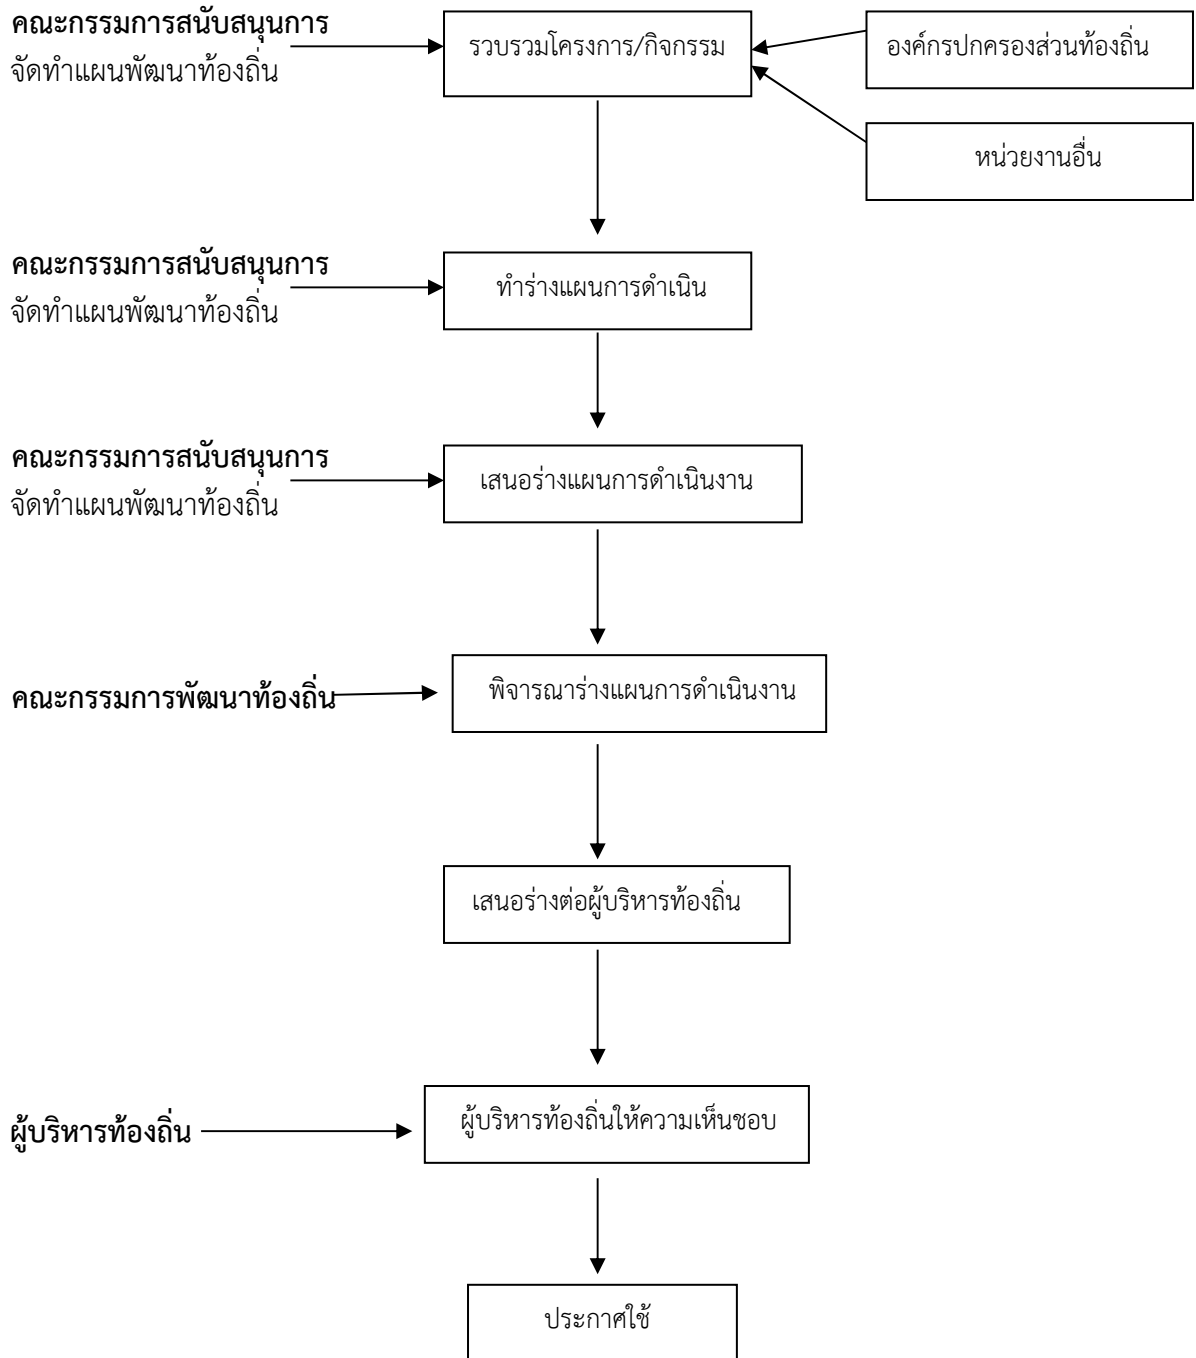 คณะกรรมการสนับสนุนการ
จัดทำแผนพัฒนาท้องถิ่น
รวบรวมโครงการ/กิจกรรม
องค์กรปกครองส่วนท้องถิ่น
หน่วยงานอื่น
คณะกรรมการสนับสนุนการ
จัดทำแผนพัฒนาท้องถิ่น
ทำร่างแผนการดำเนิน
คณะกรรมการสนับสนุนการ
จัดทำแผนพัฒนาท้องถิ่น
เสนอร่างแผนการดำเนินงาน
คณะกรรมการพัฒนาท้องถิ่น
พิจารณาร่างแผนการดำเนินงาน
เสนอร่างต่อผู้บริหารท้องถิ่น
ผู้บริหารท้องถิ่น
ผู้บริหารท้องถิ่นให้ความเห็นชอบ
ประกาศใช้